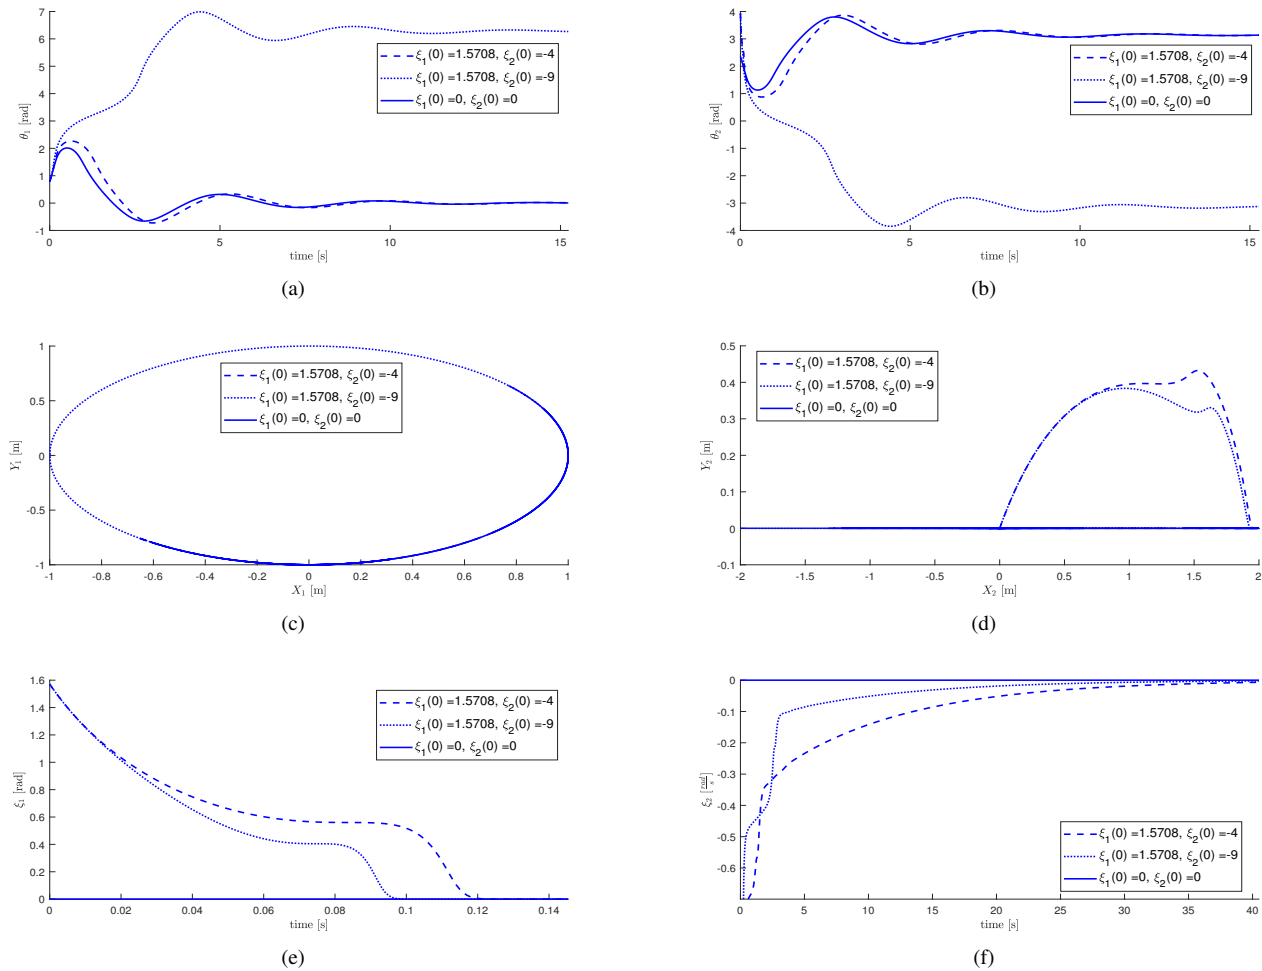 7
6
5
4
3
2
1
0
-1
θ₁ [rad]
ξ₁(0) =1.5708, ξ₂(0) =-4
ξ₁(0) =1.5708, ξ₂(0) =-9
ξ₁(0) =0, ξ₂(0) =0
0 5 10 15
time [s]
(a)
4
3
2
1
0
-1
-2
-3
-4
θ₂ [rad]
ξ₁(0) =1.5708, ξ₂(0) =-4
ξ₁(0) =1.5708, ξ₂(0) =-9
ξ₁(0) =0, ξ₂(0) =0
0 5 10 15
time [s]
(b)
1
0.5
0
-0.5
-1
Y₁ [m]
ξ₁(0) =1.5708, ξ₂(0) =-4
ξ₁(0) =1.5708, ξ₂(0) =-9
ξ₁(0) =0, ξ₂(0) =0
-1 -0.8 -0.6 -0.4 -0.2 0 0.2 0.4 0.6 0.8 1
X₁ [m]
(c)
0.5
0.4
0.3
0.2
0.1
0
-0.1
Y₂ [m]
ξ₁(0) =1.5708, ξ₂(0) =-4
ξ₁(0) =1.5708, ξ₂(0) =-9
ξ₁(0) =0, ξ₂(0) =0
-2 -1.5 -1 -0.5 0 0.5 1 1.5 2
X₂ [m]
(d)
1.6
1.4
1.2
1
0.8
0.6
0.4
0.2
0
ξ₁ [rad]
ξ₁(0) =1.5708, ξ₂(0) =-4
ξ₁(0) =1.5708, ξ₂(0) =-9
ξ₁(0) =0, ξ₂(0) =0
0 0.02 0.04 0.06 0.08 0.1 0.12 0.14
time [s]
(e)
0
-0.1
-0.2
-0.3
-0.4
-0.5
-0.6
ξ₂ [rad/s]
ξ₁(0) =1.5708, ξ₂(0) =-4
ξ₁(0) =1.5708, ξ₂(0) =-9
ξ₁(0) =0, ξ₂(0) =0
0 5 10 15 20 25 30 35 40
time [s]
(f)